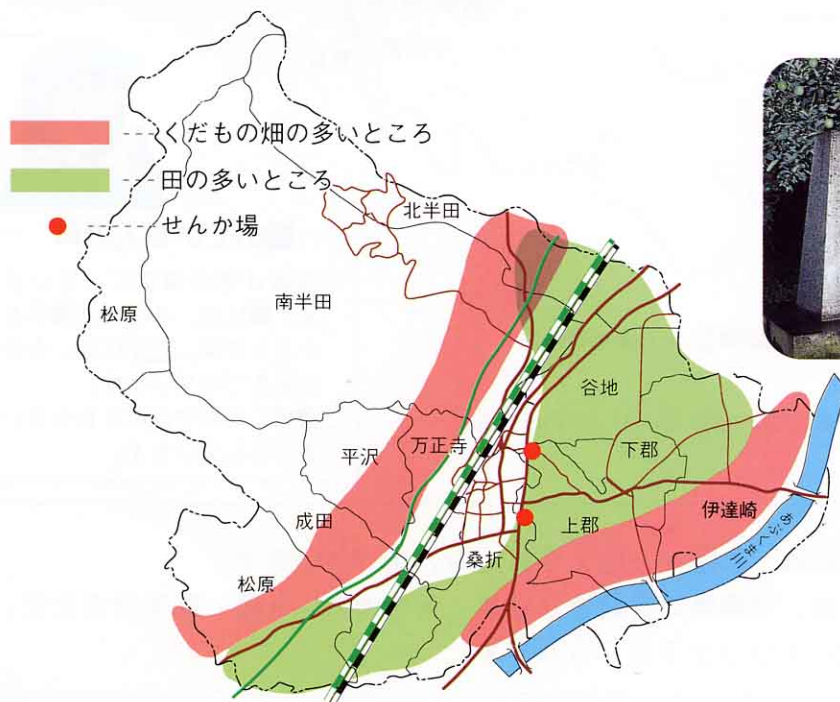 くだもの畑の多いところ
田の多いところ
せんか場
北半田
南半田
松原
谷地
平沢
万正寺
下郡
成田
伊達崎
上郡
桑折
松原
あぶくま川